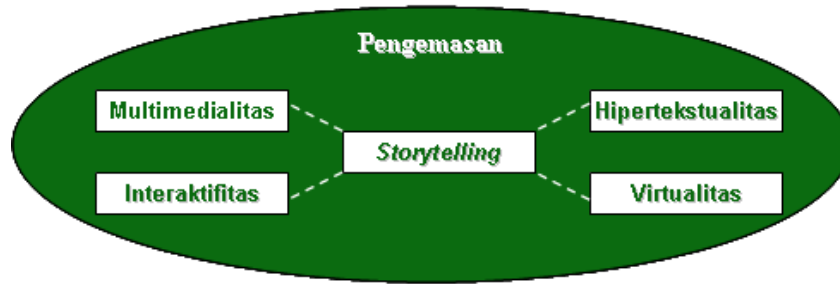 Pengemasan
Multimedialitas
Hipertekstualitas
Storytelling
Interaktifitas
Virtualitas